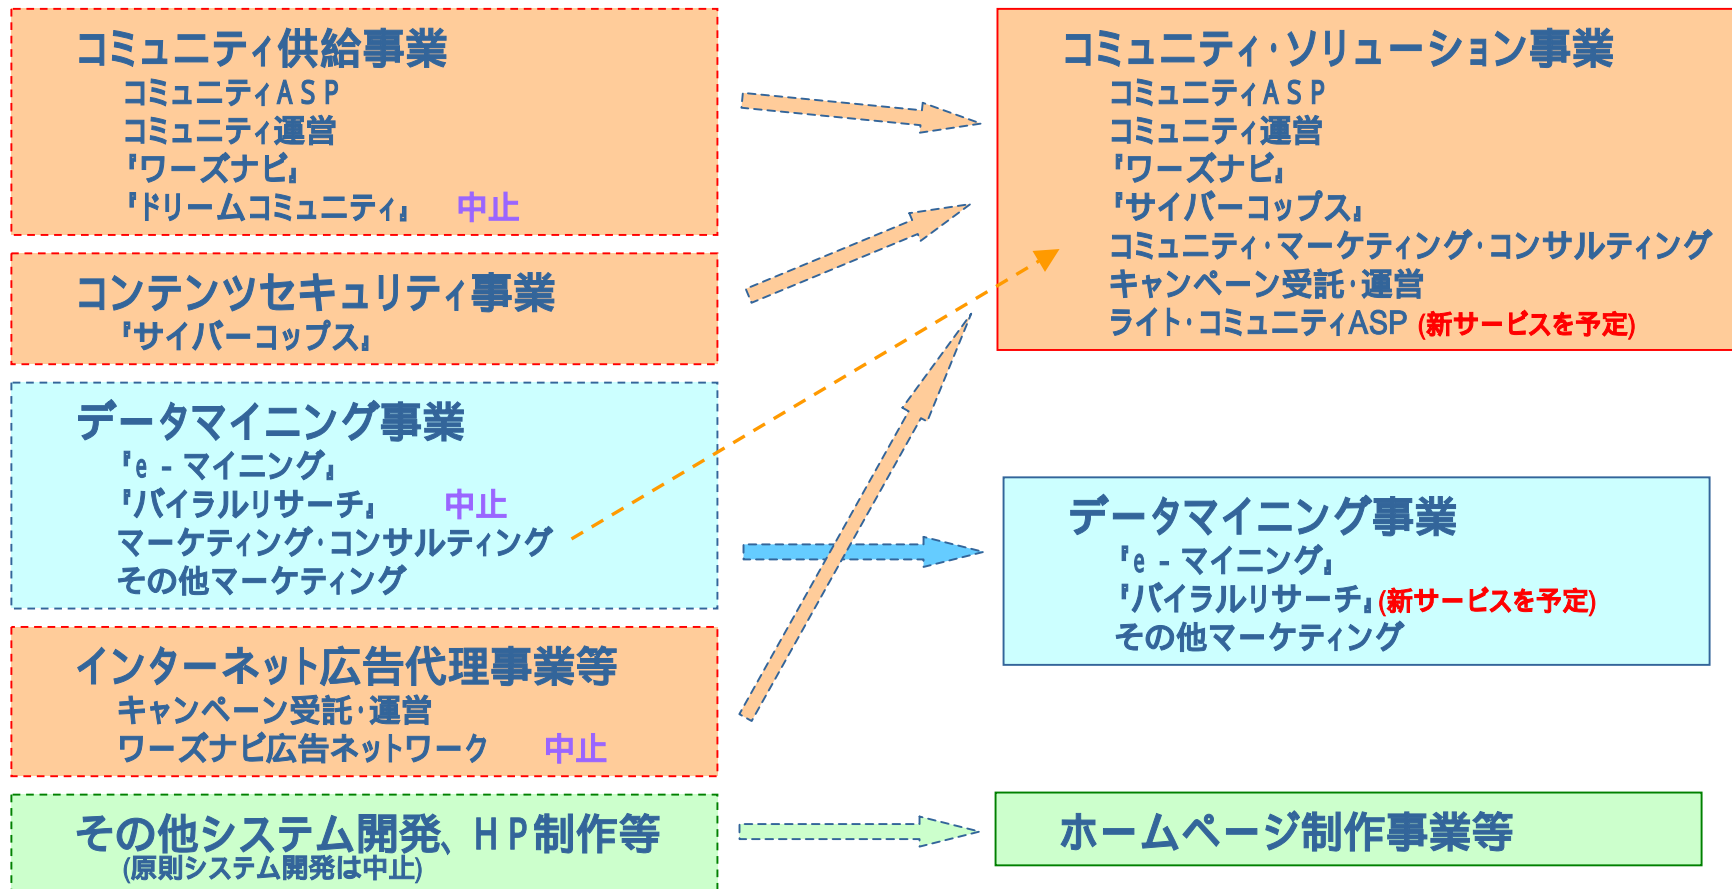 コミュニティ供給事業
コミュニティASP
コミュニティ運営
『ワーズナビ』
『ドリームコミュニティ』 中止
コンテンツセキュリティ事業
『サイバーコップス』
データマイニング事業
『e－マイニング』
『バイラルリサーチ』 中止
マーケティング・コンサルティング
その他マーケティング
インターネット広告代理事業等
キャンペーン受託・運営
ワーズナビ広告ネットワーク 中止
その他システム開発、HP制作等
(原則システム開発は中止)
コミュニティ・ソリューション事業
コミュニティASP
コミュニティ運営
『ワーズナビ』
『サイバーコップス』
コミュニティ・マーケティング・コンサルティング
キャンペーン受託・運営
ライト・コミュニティASP (新サービスを予定)
データマイニング事業
『e－マイニング』
『バイラルリサーチ』(新サービスを予定)
その他マーケティング
ホームページ制作事業等